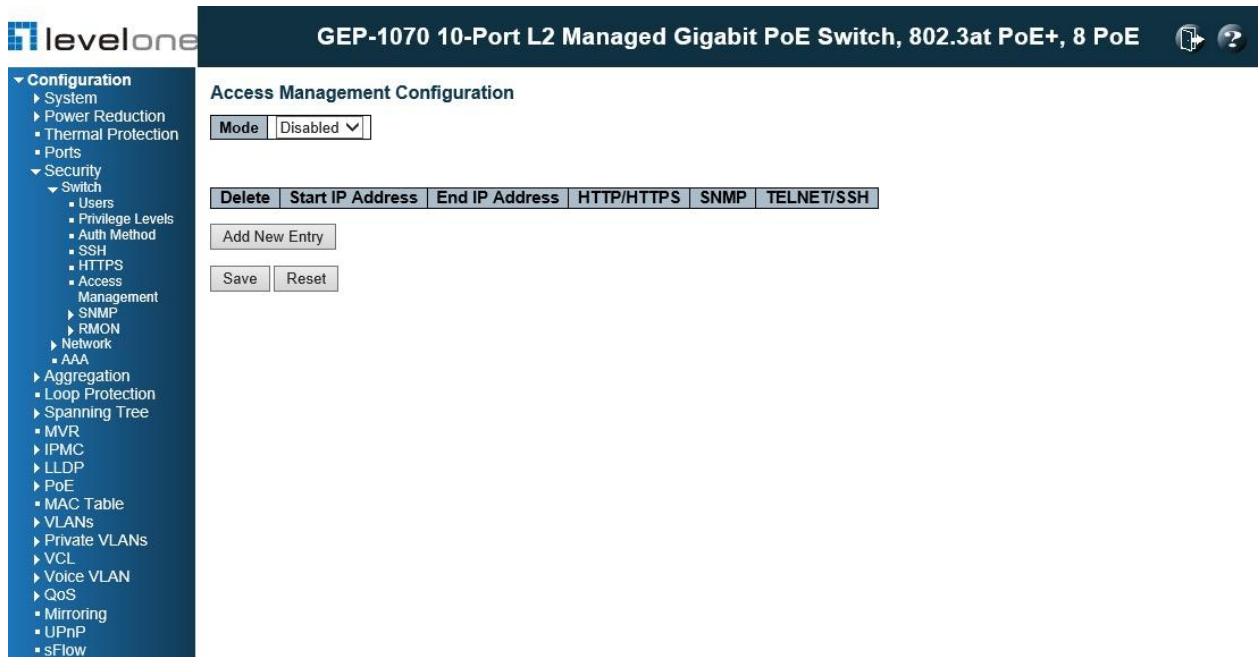 levelone
GEP-1070 10-Port L2 Managed Gigabit PoE Switch, 802.3at PoE+, 8 PoE
?
Configuration
System
Power Reduction
Thermal Protection
Ports
Security
Switch
Users
Privilege Levels
Auth Method
SSH
HTTPS
Access
Management
SNMP
RMON
Network
AAA
Aggregation
Loop Protection
Spanning Tree
MVR
IPMC
LLDP
PoE
MAC Table
VLANs
Private VLANs
VCL
Voice VLAN
QoS
Mirroring
UPnP
sFlow
Access Management Configuration
Mode Disabled
Delete Start IP Address End IP Address HTTP/HTTPS SNMP TELNET/SSH
Add New Entry
Save Reset